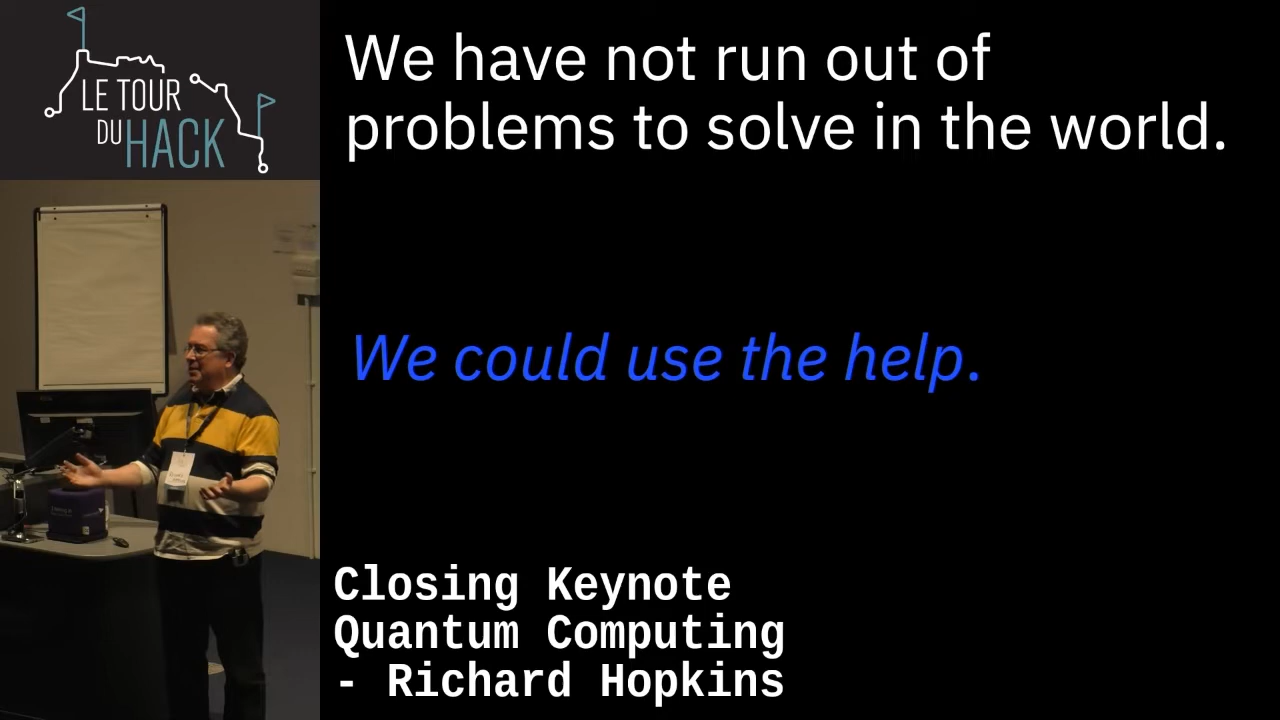 LE TOUR
DU HACK
We have not run out of
problems to solve in the world.
We could use the help.
Closing Keynote
Quantum Computing
- Richard Hopkins